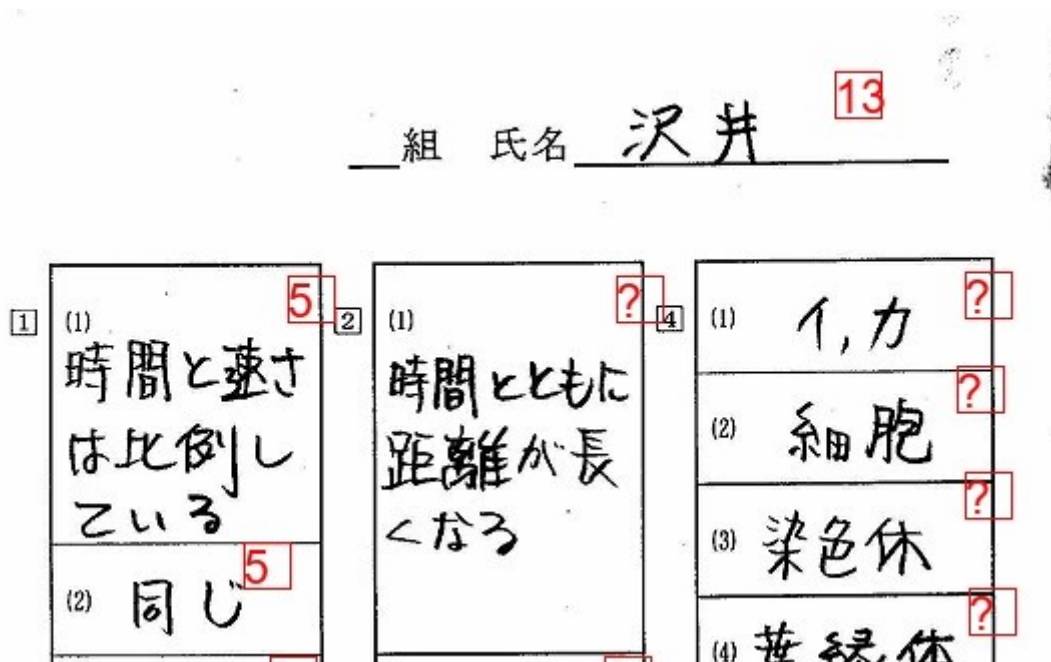 13
組 氏名 沢井
1 (1) 5
時間と速さ
は比例し
ている
(2) 同じ 5
2 (1) ?
時間とともに
距離が長
くなる
4 (1) イ,カ ?
(2) 細胞 ?
(3) 染色体 ?
(4) 葉緑体 ?